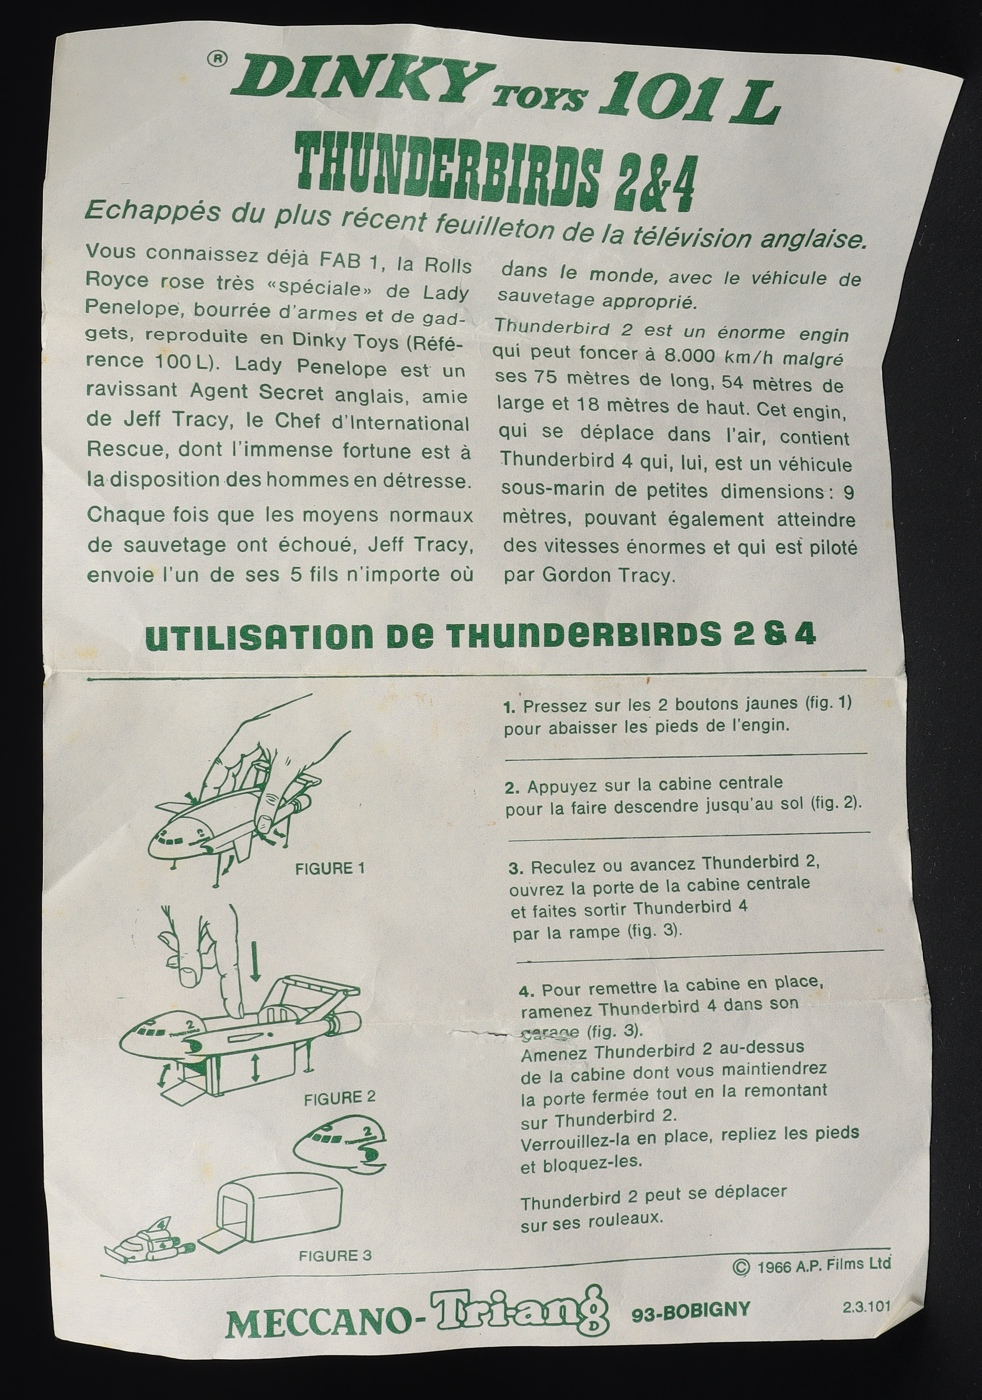 ® DINKY TOYS 101 L
THUNDERBIRDS 2&4
Echappés du plus récent feuilleton de la télévision anglaise.
Vous connaissez déjà FAB 1, la Rolls
Royce rose très «spéciale» de Lady
Penelope, bourrée d'armes et de gad-
gets, reproduite en Dinky Toys (Réfé-
rence 100 L). Lady Penelope est un
ravissant Agent Secret anglais, amie
de Jeff Tracy, le Chef d'International
Rescue, dont l'immense fortune est à
la disposition des hommes en détresse.
Chaque fois que les moyens normaux
de sauvetage ont échoué, Jeff Tracy,
envoie l'un de ses 5 fils n'importe où
dans le monde, avec le véhicule de
sauvetage approprié.
Thunderbird 2 est un énorme engin
qui peut foncer à 8.000 km/h malgré
ses 75 mètres de long, 54 mètres de
large et 18 mètres de haut. Cet engin,
qui se déplace dans l'air, contient
Thunderbird 4 qui, lui, est un véhicule
sous-marin de petites dimensions : 9
mètres, pouvant également atteindre
des vitesses énormes et qui est piloté
par Gordon Tracy.
UTILISATION DE THUNDERBIRDS 2 & 4
1. Pressez sur les 2 boutons jaunes (fig. 1)
pour abaisser les pieds de l'engin.
2. Appuyez sur la cabine centrale
pour la faire descendre jusqu'au sol (fig. 2).
3. Reculez ou avancez Thunderbird 2,
ouvrez la porte de la cabine centrale
et faites sortir Thunderbird 4
par la rampe (fig. 3).
4. Pour remettre la cabine en place,
ramenez Thunderbird 4 dans son
garage (fig. 3).
Amenez Thunderbird 2 au-dessus
de la cabine dont vous maintiendrez
la porte fermée tout en la remontant
sur Thunderbird 2.
Verrouillez-la en place, repliez les pieds
et bloquez-les.
Thunderbird 2 peut se déplacer
sur ses rouleaux.
2
FIGURE 1
2
FIGURE 2
2
4
4
FIGURE 3
© 1966 A.P. Films Ltd
MECCANO-Tri-ang 93-BOBIGNY
2.3.101